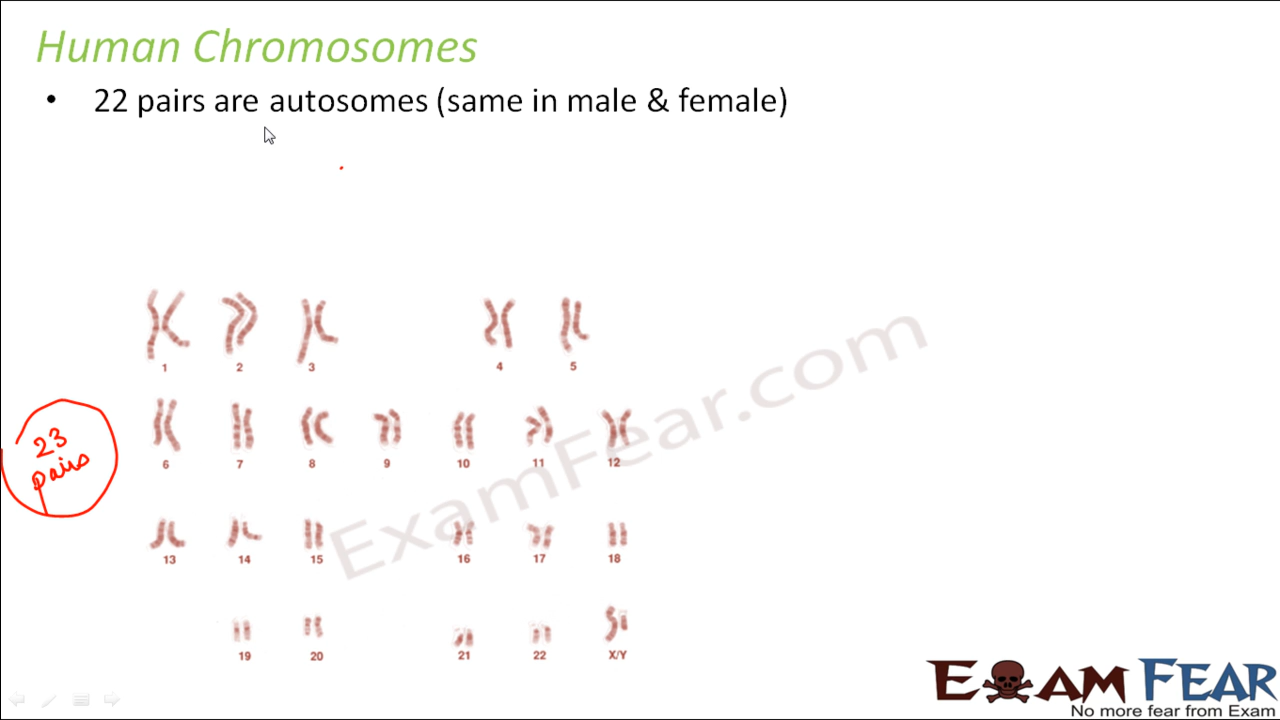 Human Chromosomes
• 22 pairs are autosomes (same in male & female)
1 2 3 4 5
23
pairs
6 7 8 9 10 11 12
13 14 15 16 17 18
19 20 21 22 X/Y
ExamFear.com
EXAM FEAR
No more fear from Exam